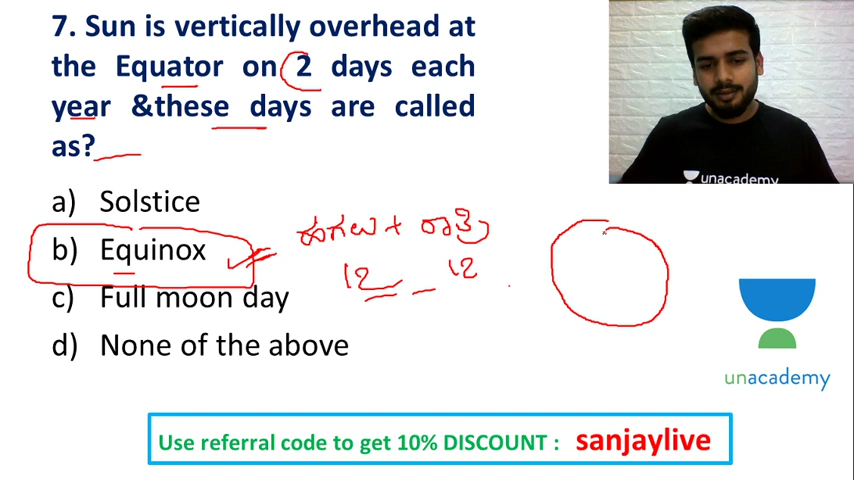 7. Sun is vertically overhead at
the Equator on 2 days each
year &these days are called
as?
a) Solstice
b) Equinox
c) Full moon day
d) None of the above
ಹಗಲು + ರಾತ್ರಿ
12 _ 12
unacademy
unacademy
Use referral code to get 10% DISCOUNT : sanjaylive